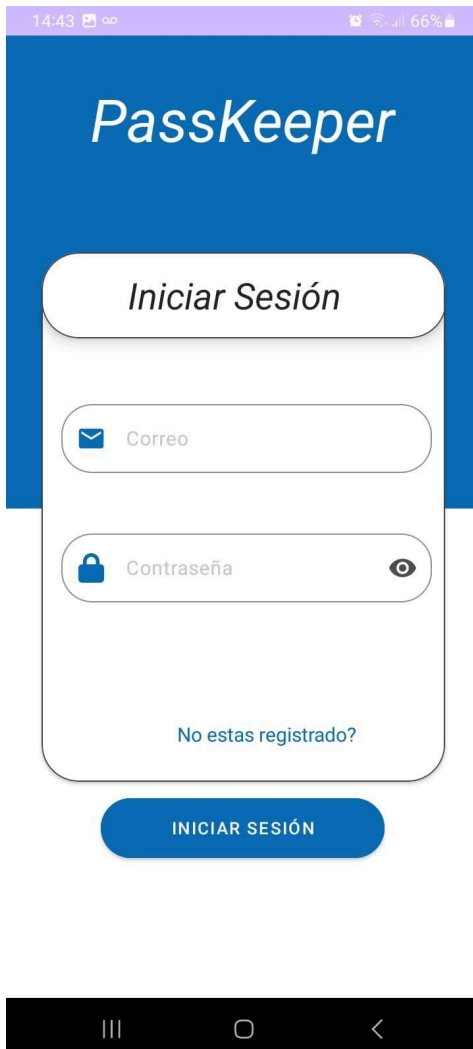 14:43 66%
PassKeeper
Iniciar Sesión
Correo
Contraseña
No estas registrado?
INICIAR SESIÓN